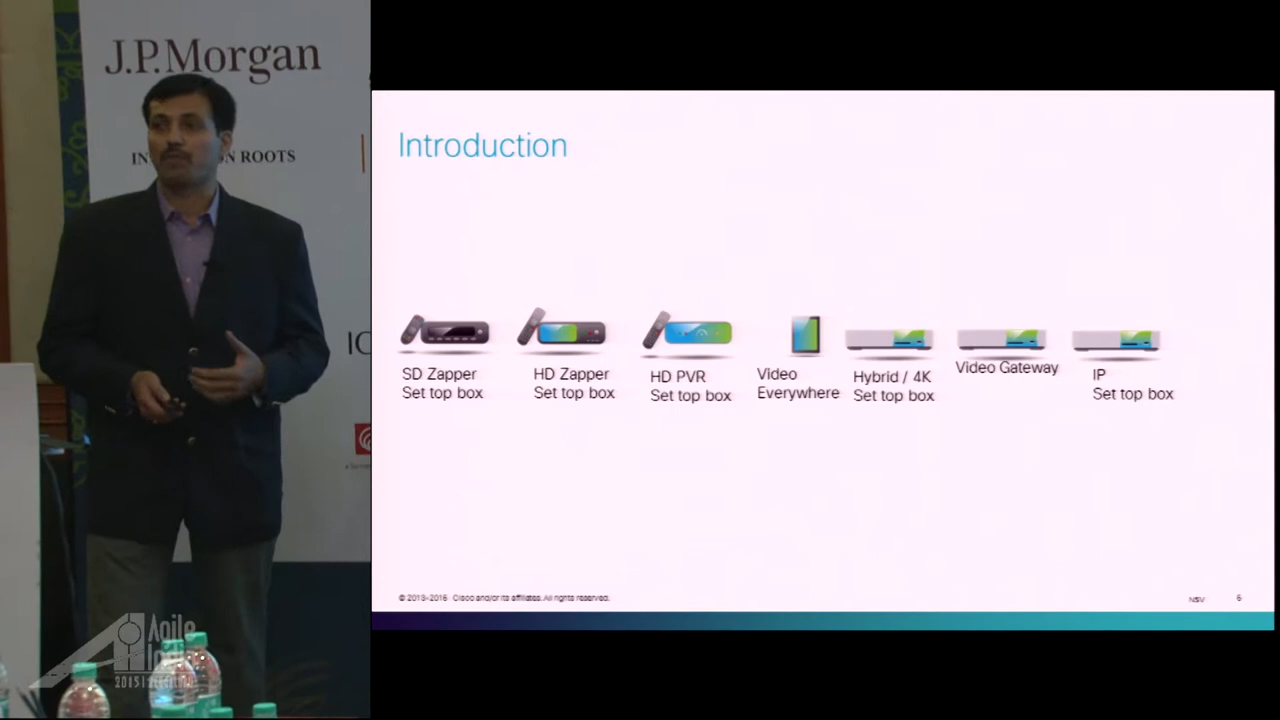 J.P.Morgan
ROOTS
Agile
Introduction
SD Zapper
Set top box
HD Zapper
Set top box
HD PVR
Set top box
Video
Everywhere
Hybrid / 4K
Set top box
Video Gateway
IP
Set top box
© 2013-2016 Cisco and/or its affiliates. All rights reserved.
NSV
6